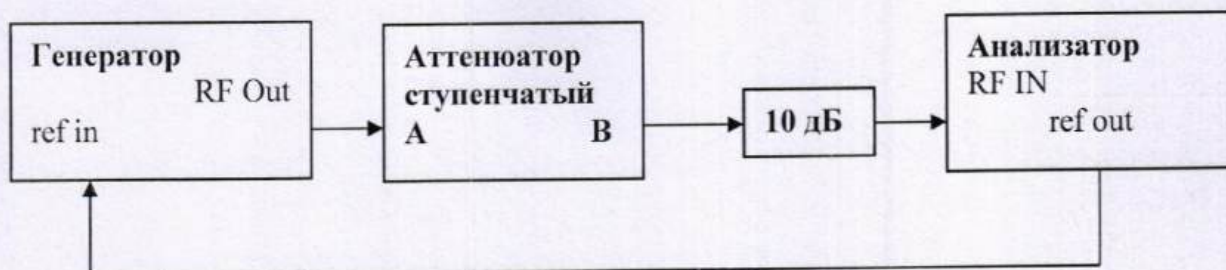 Генератор
RF Out
ref in
Аттенюатор
ступенчатый
A B
10 дБ
Анализатор
RF IN
ref out